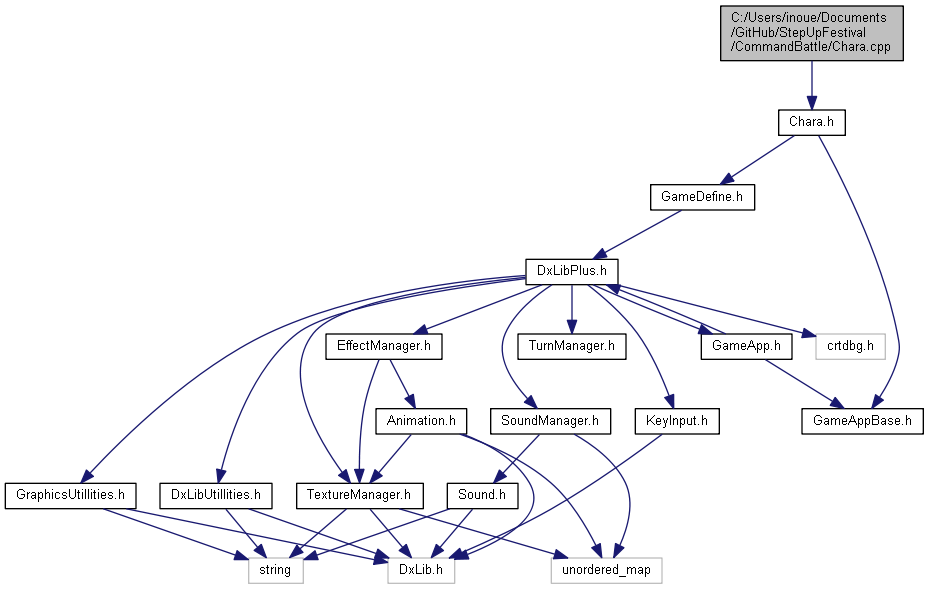 C:/Users/inoue/Documents
/GitHub/StepUpFestival
/CommandBattle/Chara.cpp
Chara.h
GameDefine.h
DxLibPlus.h
EffectManager.h
TurnManager.h
GameApp.h
crtdbg.h
Animation.h
SoundManager.h
KeyInput.h
GameAppBase.h
GraphicsUtillities.h
DxLibUtillities.h
TextureManager.h
Sound.h
string
DxLib.h
unordered_map